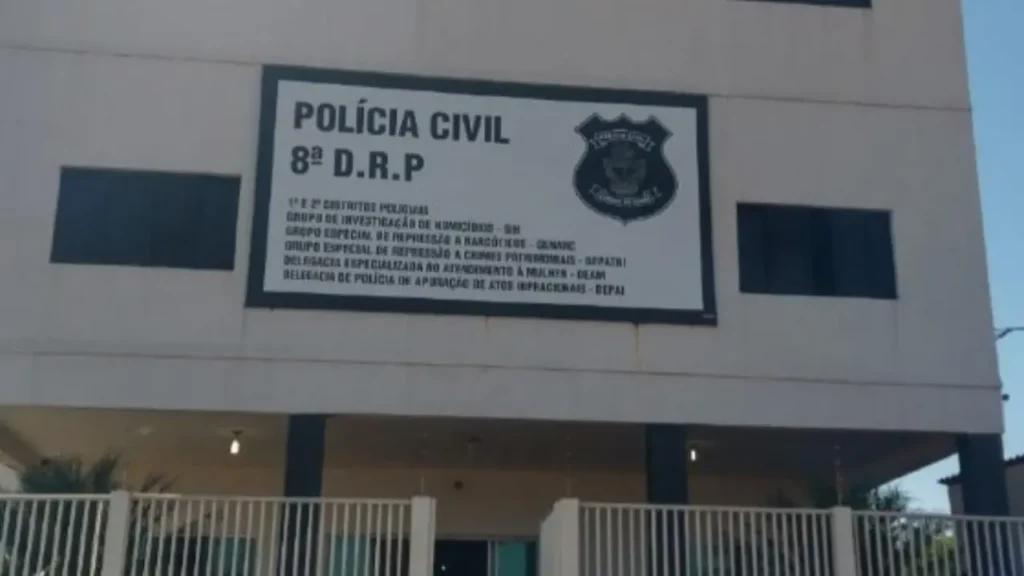 POLÍCIA CIVIL
8ª D.R.P
1º E 2º DISTRITOS POLICIAIS
GRUPO DE INVESTIGAÇÃO DE HOMICÍDIOS - GIH
GRUPO ESPECIAL DE REPRESSÃO A NARCÓTICOS - GENARC
GRUPO ESPECIAL DE REPRESSÃO A CRIMES PATRIMONIAIS - GEPATRI
DELEGACIA ESPECIALIZADA NO ATENDIMENTO À MULHER - DEAM
DELEGACIA DE POLÍCIA DE APURAÇÃO DE ATOS INFRACIONAIS - DEPAI